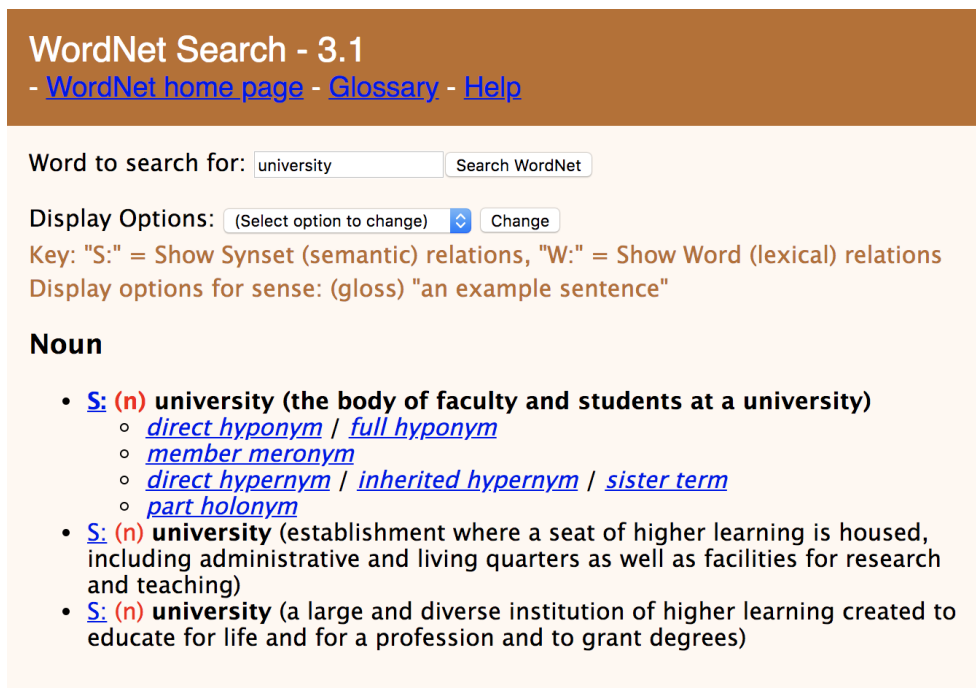 WordNet Search - 3.1
- WordNet home page - Glossary - Help
Word to search for: university Search WordNet
Display Options: (Select option to change) Change
Key: "S:" = Show Synset (semantic) relations, "W:" = Show Word (lexical) relations
Display options for sense: (gloss) "an example sentence"
Noun
• S: (n) university (the body of faculty and students at a university)
◦ direct hyponym / full hyponym
◦ member meronym
◦ direct hypernym / inherited hypernym / sister term
◦ part holonym
• S: (n) university (establishment where a seat of higher learning is housed,
including administrative and living quarters as well as facilities for research
and teaching)
• S: (n) university (a large and diverse institution of higher learning created to
educate for life and for a profession and to grant degrees)